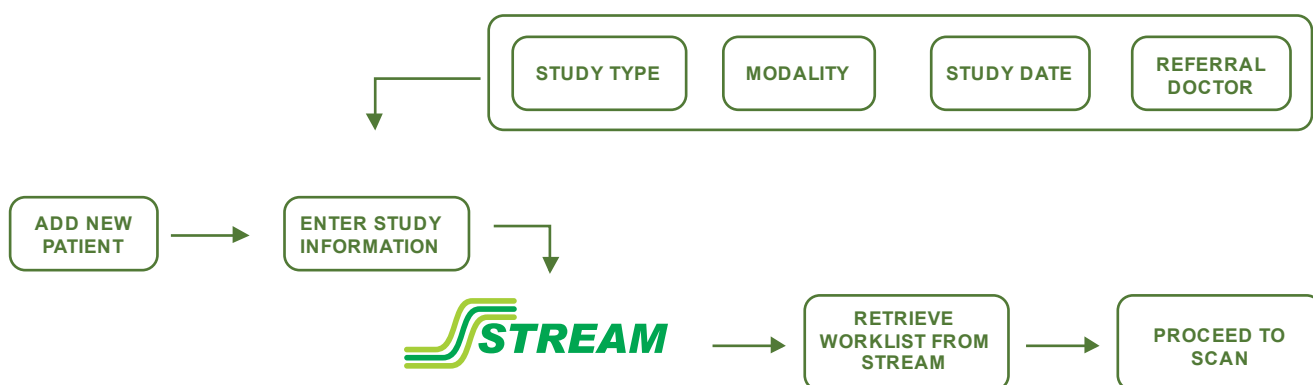 STUDY TYPE
MODALITY
STUDY DATE
REFERRAL
DOCTOR
ADD NEW
PATIENT
ENTER STUDY
INFORMATION
STREAM
RETRIEVE
WORKLIST FROM
STREAM
PROCEED TO
SCAN